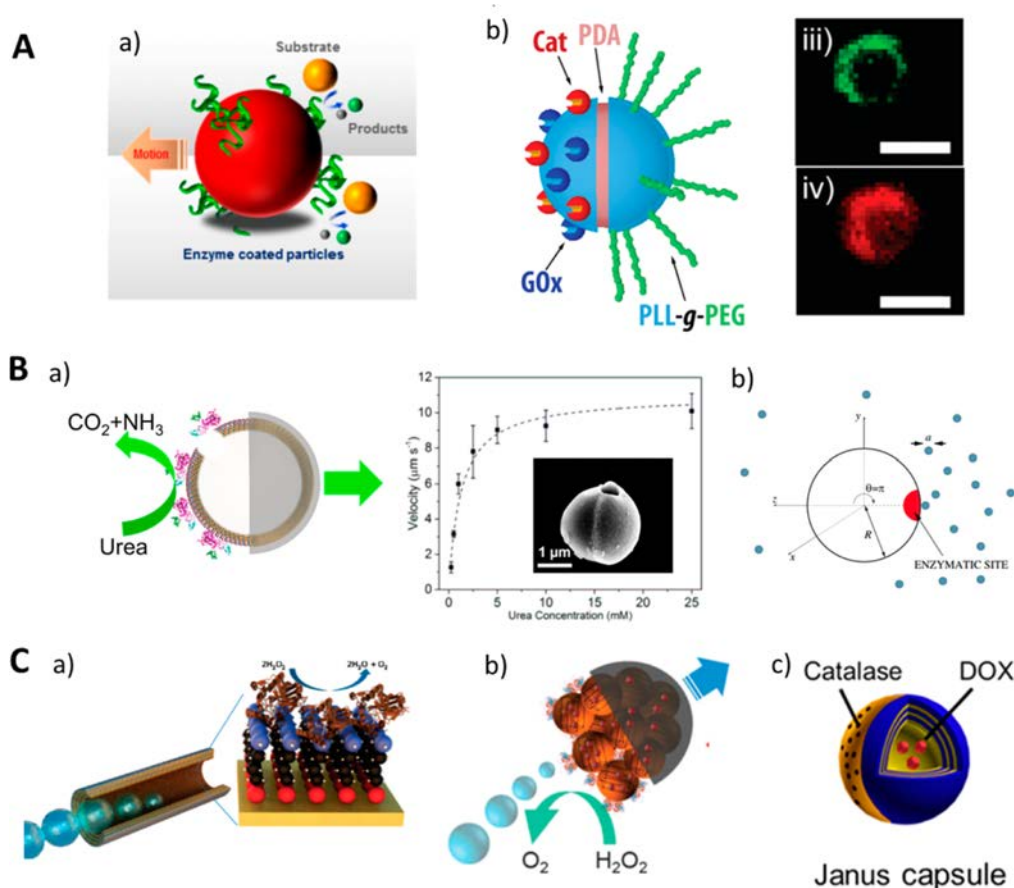 A
a)
Substrate
Products
Motion
Enzyme coated particles
b)
Cat
PDA
GOx
PLL-g-PEG
iii)
iv)
B
a)
CO₂+NH₃
Urea
Velocity (μm s⁻¹)
12
10
8
6
4
2
0
0
5
10
15
20
25
Urea Concentration (mM)
1 μm
b)
y
a
θ=π
z
R
x
ENZYMATIC SITE
C
a)
2H₂O₂
2H₂O + O₂
b)
O₂
H₂O₂
c)
Catalase
DOX
Janus capsule